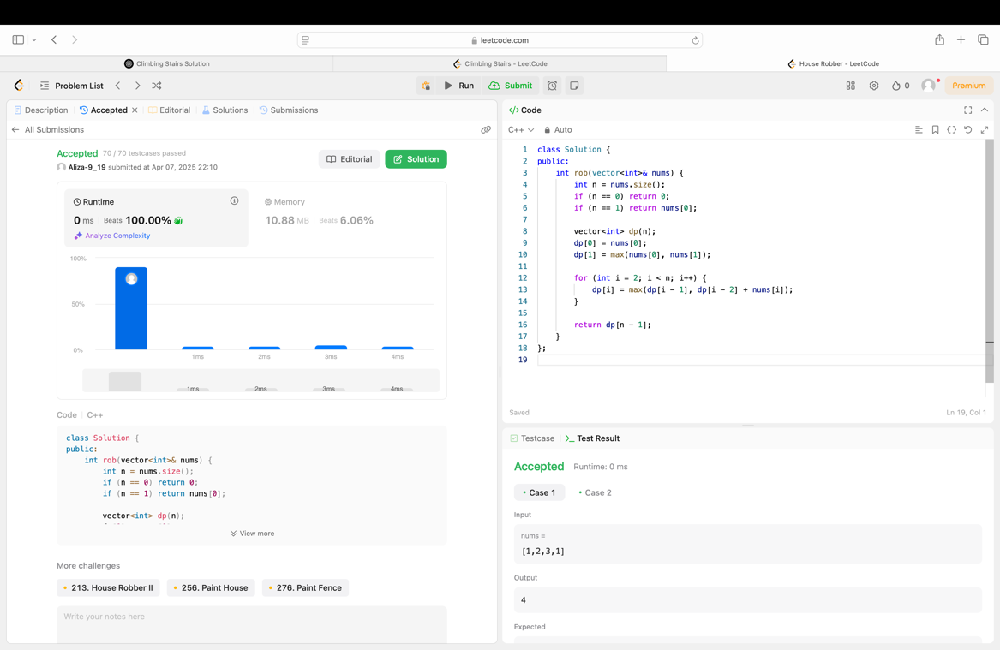 leetcode.com
Climbing Stairs Solution
Climbing Stairs - LeetCode
House Robber - LeetCode
Problem List
Run
Submit
0
Premium
Description
Accepted
Editorial
Solutions
Submissions
All Submissions
Accepted 70 / 70 testcases passed
Aliza-9_19 submitted at Apr 07, 2025 22:10
Editorial
Solution
Runtime
0 ms Beats 100.00%
Analyze Complexity
Memory
10.88 MB Beats 6.06%
100%
50%
0%
1ms 2ms 3ms 4ms
1ms 2ms 3ms 4ms
Code C++
class Solution {
public:
    int rob(vector<int>& nums) {
        int n = nums.size();
        if (n == 0) return 0;
        if (n == 1) return nums[0];

        vector<int> dp(n);
View more
More challenges
213. House Robber II
256. Paint House
276. Paint Fence
Write your notes here
</> Code
C++ Auto
1 class Solution {
2 public:
3     int rob(vector<int>& nums) {
4         int n = nums.size();
5         if (n == 0) return 0;
6         if (n == 1) return nums[0];
7
8         vector<int> dp(n);
9         dp[0] = nums[0];
10         dp[1] = max(nums[0], nums[1]);
11
12         for (int i = 2; i < n; i++) {
13             dp[i] = max(dp[i - 1], dp[i - 2] + nums[i]);
14         }
15
16         return dp[n - 1];
17     }
18 };
19
Saved
Ln 19, Col 1
Testcase
>_ Test Result
Accepted Runtime: 0 ms
Case 1
Case 2
Input
nums =
[1,2,3,1]
Output
4
Expected